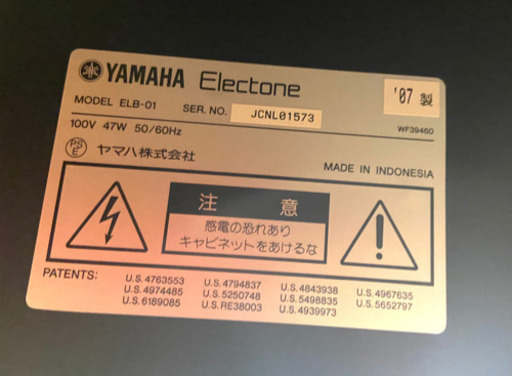 YAMAHA Electone
'07 製
MODEL ELB-01 SER. NO. JCNL01573
100V 47W 50/60Hz WF39460
PSE ヤマハ株式会社 MADE IN INDONESIA
注 意
感電の恐れあり
キャビネットをあけるな
PATENTS: U.S.4763553 U.S.4794837 U.S.4843938 U.S.4967635
U.S.4974485 U.S.5250748 U.S.5498835 U.S.5652797
U.S.6189085 U.S.RE38003 U.S.4939973